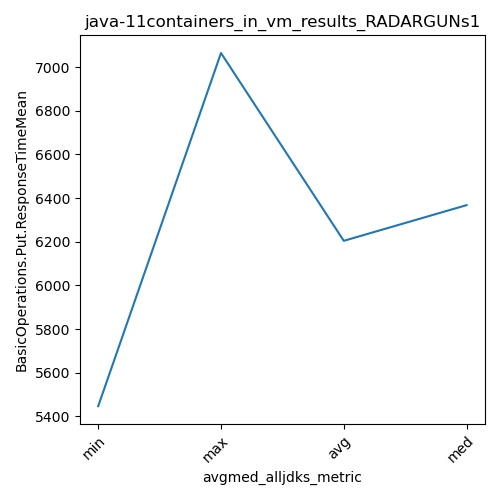 java-11containers_in_vm_results_RADARGUNs1
BasicOperations.Put.ResponseTimeMean
7000
6800
6600
6400
6200
6000
5800
5600
5400
min
max
avg
med
avgmed_alljdks_metric